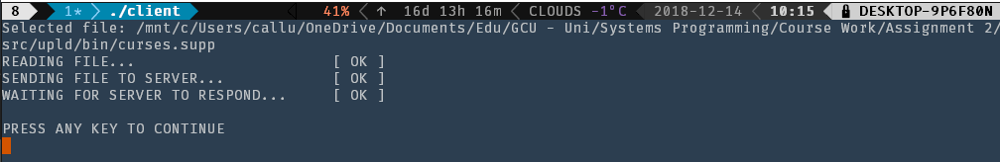 8 1* ./client 41% ↑ 16d 13h 16m CLOUDS -1°C 2018-12-14 10:15 DESKTOP-9P6F80N
Selected file: /mnt/c/Users/callu/OneDrive/Documents/Edu/GCU - Uni/Systems Programming/Course Work/Assignment 2/
src/upld/bin/curses.supp
READING FILE... [ OK ]
SENDING FILE TO SERVER... [ OK ]
WAITING FOR SERVER TO RESPOND... [ OK ]
PRESS ANY KEY TO CONTINUE